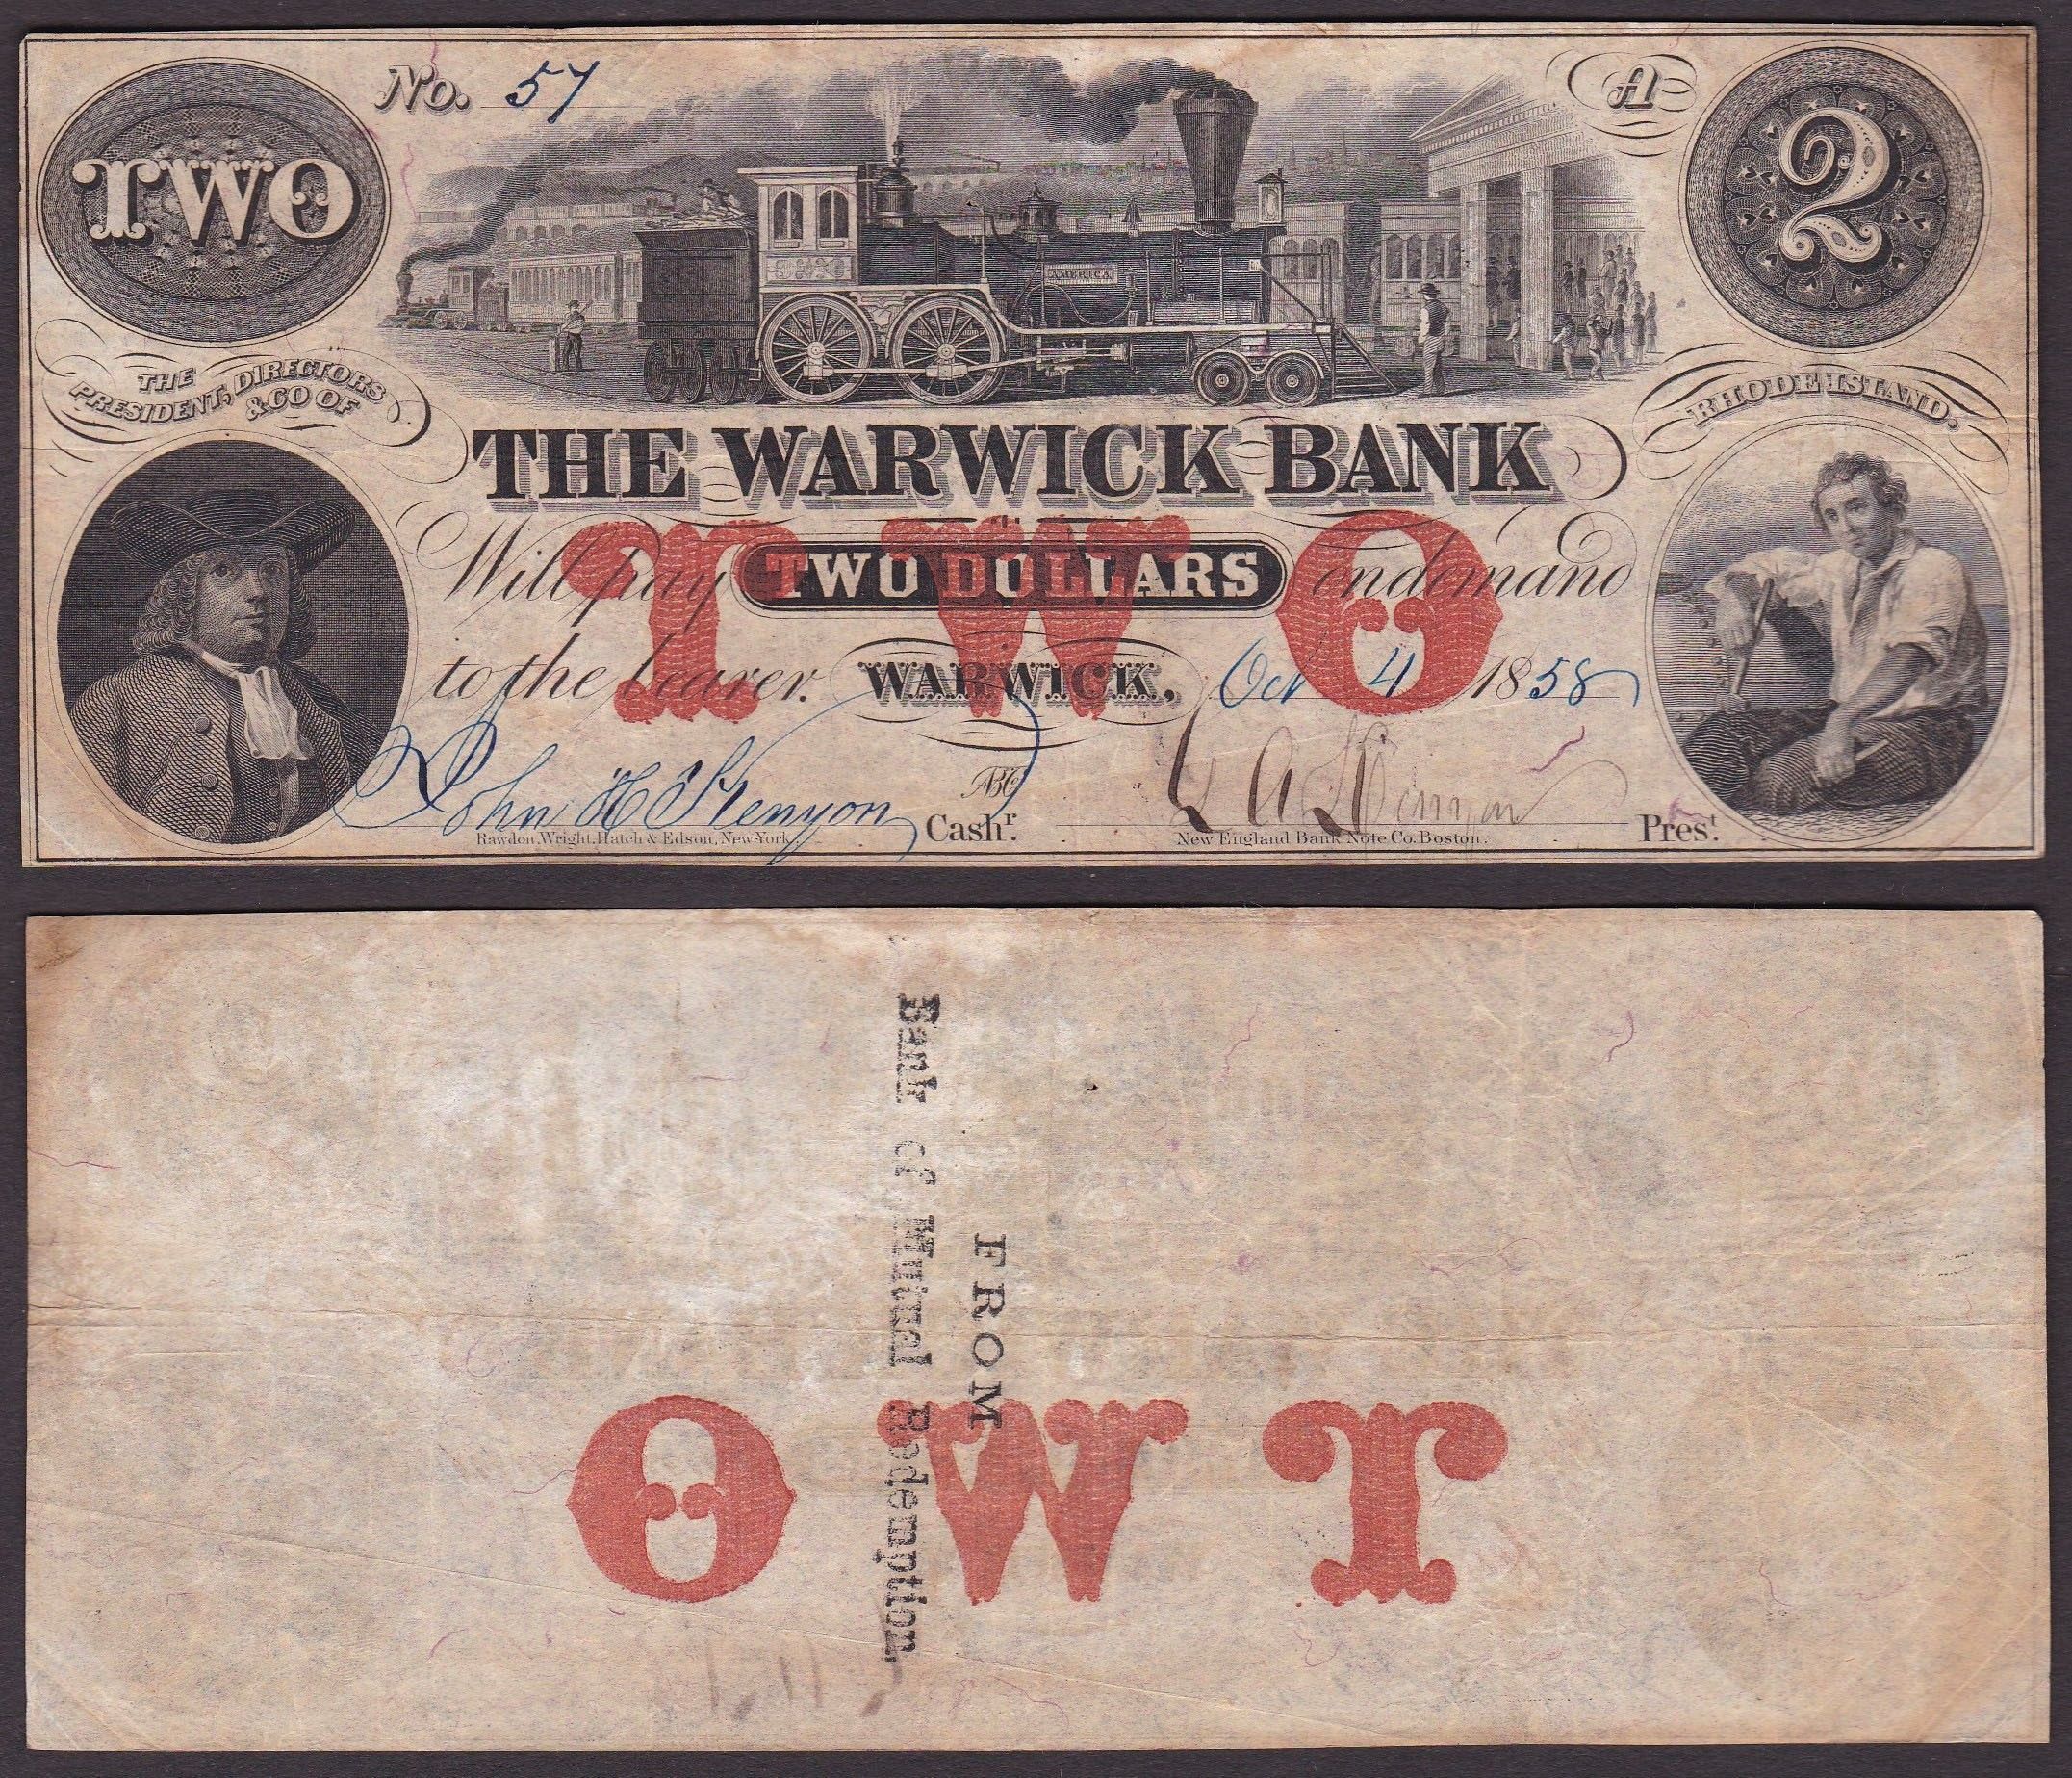 TWO
No. 57
A
2
AMERICA
THE
PRESIDENT, DIRECTORS
& CO OF
RHODE ISLAND.
THE WARWICK BANK
TWO
Will pay TWO DOLLARS on demand
to the bearer. WARWICK, Oct 4 1858
John H Kenyon Cashr.
ABCo
Prest.
Rawdon, Wright, Hatch & Edson, New-York.
New England Bank Note Co. Boston.
FROM
Bank of Mutual Redemption.
TWO